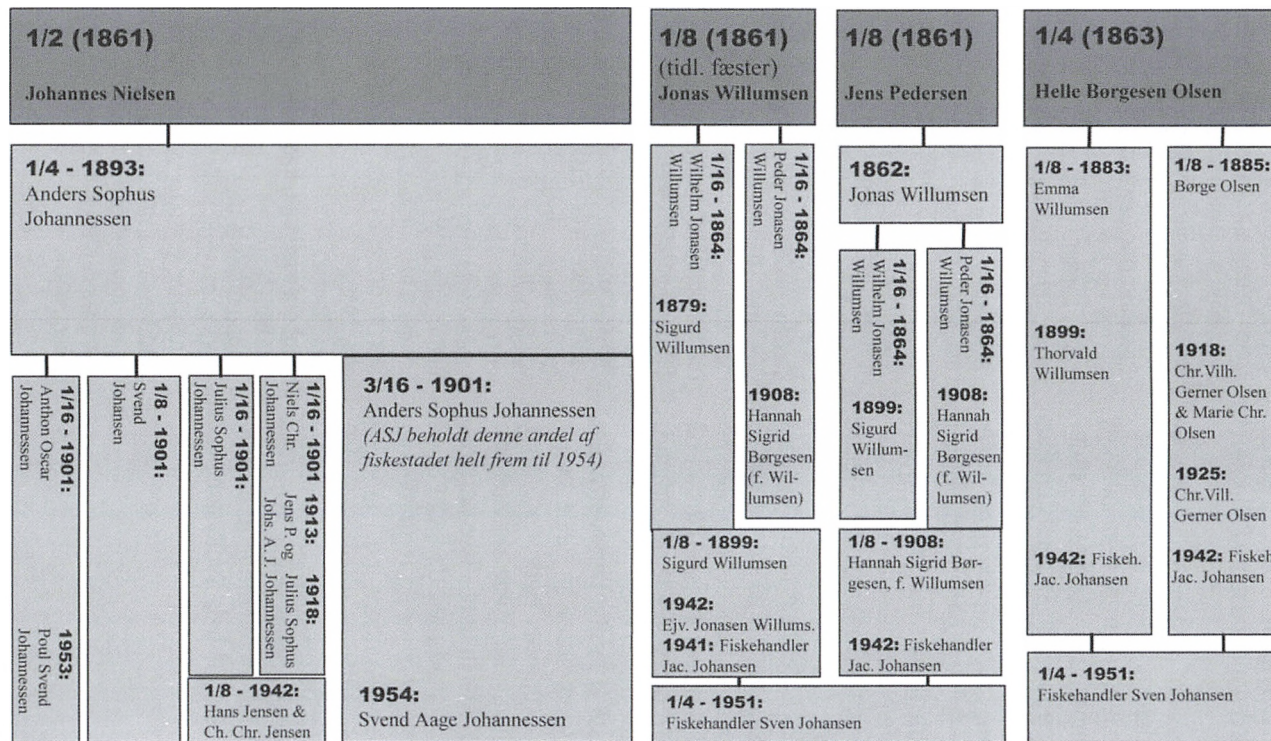 1/2 (1861)
Johannes Nielsen
1/4 - 1893:
Anders Sophus
Johannessen
1/16 - 1901:
Anthon Oscar
Johannessen
1953:
Poul Svend
Johannessen
1/8 - 1901:
Svend
Johansen
1/16 - 1901:
Julius Sophus
Johannessen
1/16 - 1901
Niels Chr.
Johannessen
1913:
Jens P. og
Johs. A. J. Johannessen
1918:
Julius Sophus
1/8 - 1942:
Hans Jensen &
Ch. Chr. Jensen
3/16 - 1901:
Anders Sophus Johannessen
(ASJ beholdt denne andel af
fiskestadet helt frem til 1954)
1954:
Svend Aage Johannessen
1/8 (1861)
(tidl. fæster)
Jonas Willumsen
1/16 - 1864:
Wilhelm Jonasen
Willumsen
1879:
Sigurd
Willumsen
1/16 - 1864:
Peder Jonasen
Willumsen
1908:
Hannah
Sigrid
Børgesen
(f. Wil-
lumsen)
1/8 - 1899:
Sigurd Willumsen
1942:
Ejv. Jonasen Willums.
1941: Fiskehandler
Jac. Johansen
1/8 (1861)
Jens Pedersen
1862:
Jonas Willumsen
1/16 - 1864:
Wilhelm Jonasen
Willumsen
1899:
Sigurd
Willum-
sen
1/16 - 1864:
Peder Jonasen
Willumsen
1908:
Hannah
Sigrid
Børgesen
(f. Wil-
lumsen)
1/8 - 1908:
Hannah Sigrid Bør-
gesen, f. Willumsen
1942: Fiskehandler
Jac. Johansen
1/4 - 1951:
Fiskehandler Sven Johansen
1/4 (1863)
Helle Børgesen Olsen
1/8 - 1883:
Emma
Willumsen
1899:
Thorvald
Willumsen
1942: Fiskeh.
Jac. Johansen
1/8 - 1885:
Børge Olsen
1918:
Chr.Vilh.
Gerner Olsen
& Marie Chr.
Olsen
1925:
Chr.Vill.
Gerner Olsen
1942: Fiskeh
Jac. Johansen
1/4 - 1951:
Fiskehandler Sven Johansen